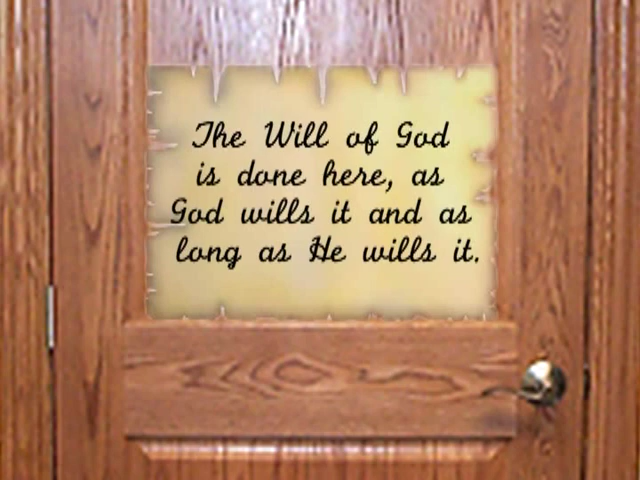 The Will of God
is done here, as
God wills it and as
long as He wills it.